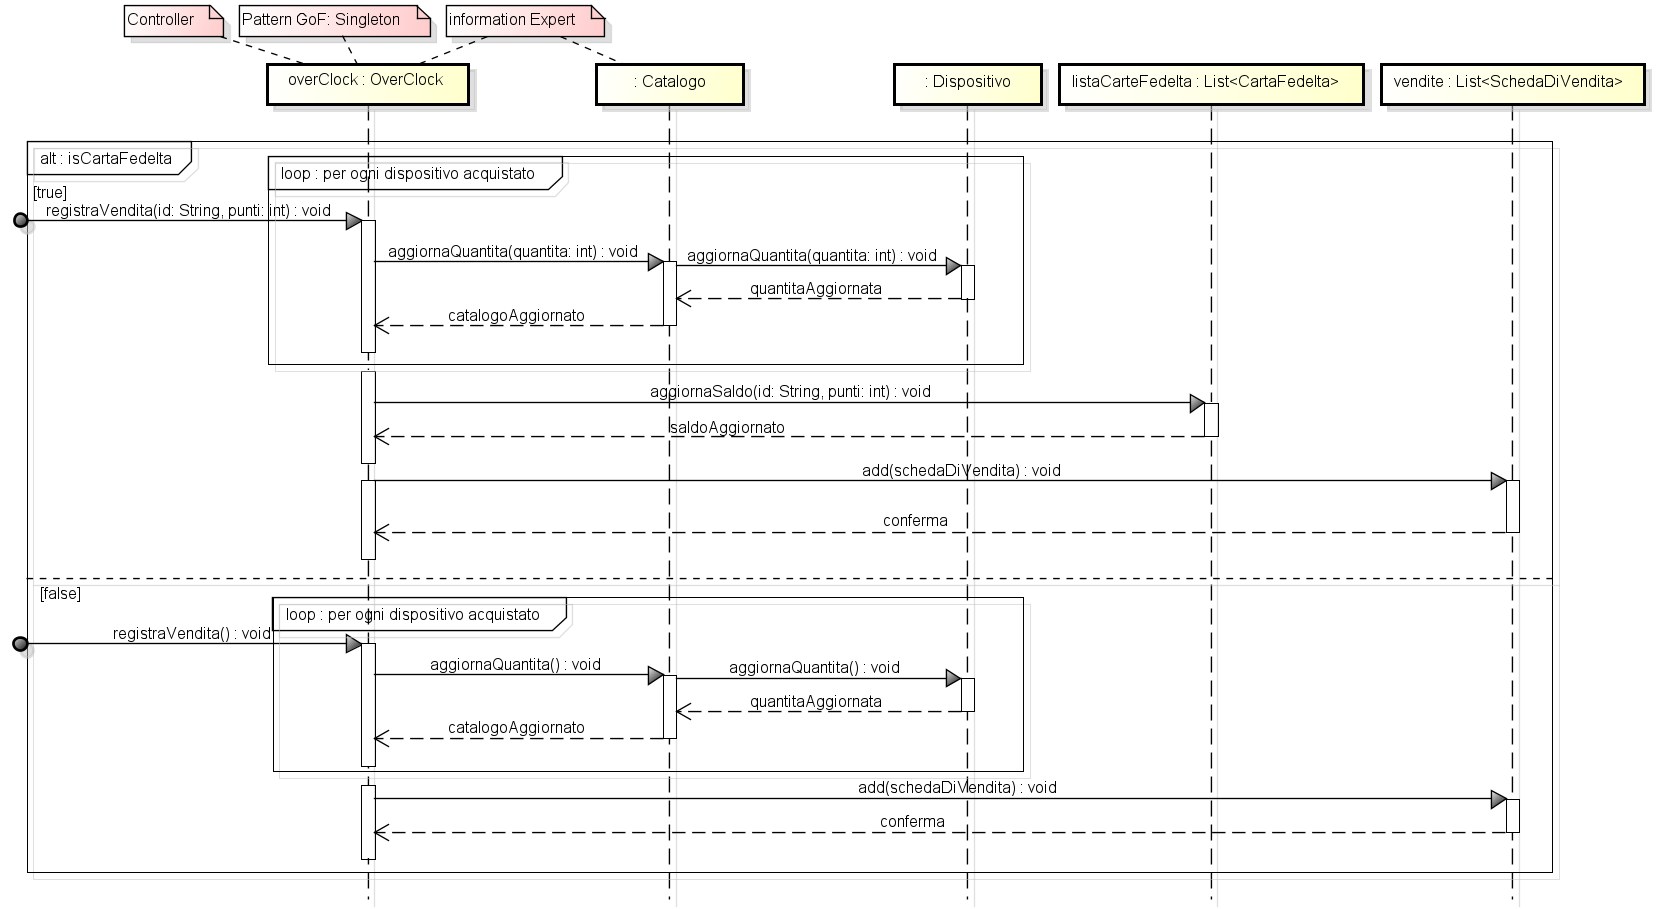 Controller
Pattern GoF: Singleton
information Expert
overClock : OverClock
: Catalogo
: Dispositivo
listaCarteFedelta : List<CartaFedelta>
vendite : List<SchedaDiVendita>
alt : isCartaFedelta
loop : per ogni dispositivo acquistato
[true]
registraVendita(id: String, punti: int) : void
aggiornaQuantita(quantita: int) : void
aggiornaQuantita(quantita: int) : void
quantitaAggiornata
catalogoAggiornato
aggiornaSaldo(id: String, punti: int) : void
saldoAggiornato
add(schedaDiVendita) : void
conferma
[false]
loop : per ogni dispositivo acquistato
registraVendita() : void
aggiornaQuantita() : void
aggiornaQuantita() : void
quantitaAggiornata
catalogoAggiornato
add(schedaDiVendita) : void
conferma